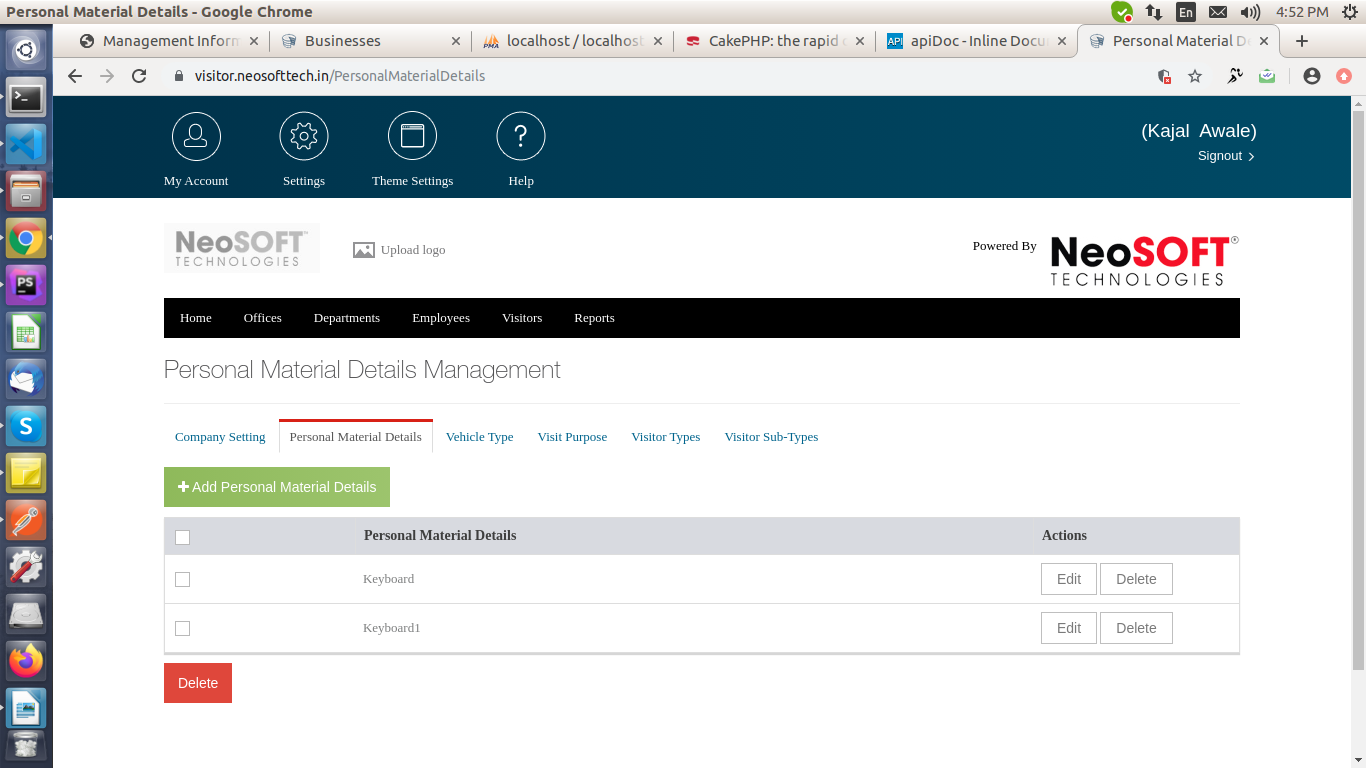 Personal Material Details - Google Chrome
En
4:52 PM
Management Inform
Businesses
localhost / localhost
CakePHP: the rapid
apiDoc - Inline Docu
Personal Material D
visitor.neosofttech.in/PersonalMaterialDetails
(Kajal Awale)
Signout
My Account
Settings
Theme Settings
Help
NeoSOFT
TECHNOLOGIES
Upload logo
Powered By
NeoSOFT®
TECHNOLOGIES
Home
Offices
Departments
Employees
Visitors
Reports
Personal Material Details Management
Company Setting
Personal Material Details
Vehicle Type
Visit Purpose
Visitor Types
Visitor Sub-Types
Add Personal Material Details
Personal Material Details
Actions
Keyboard
Edit
Delete
Keyboard1
Edit
Delete
Delete